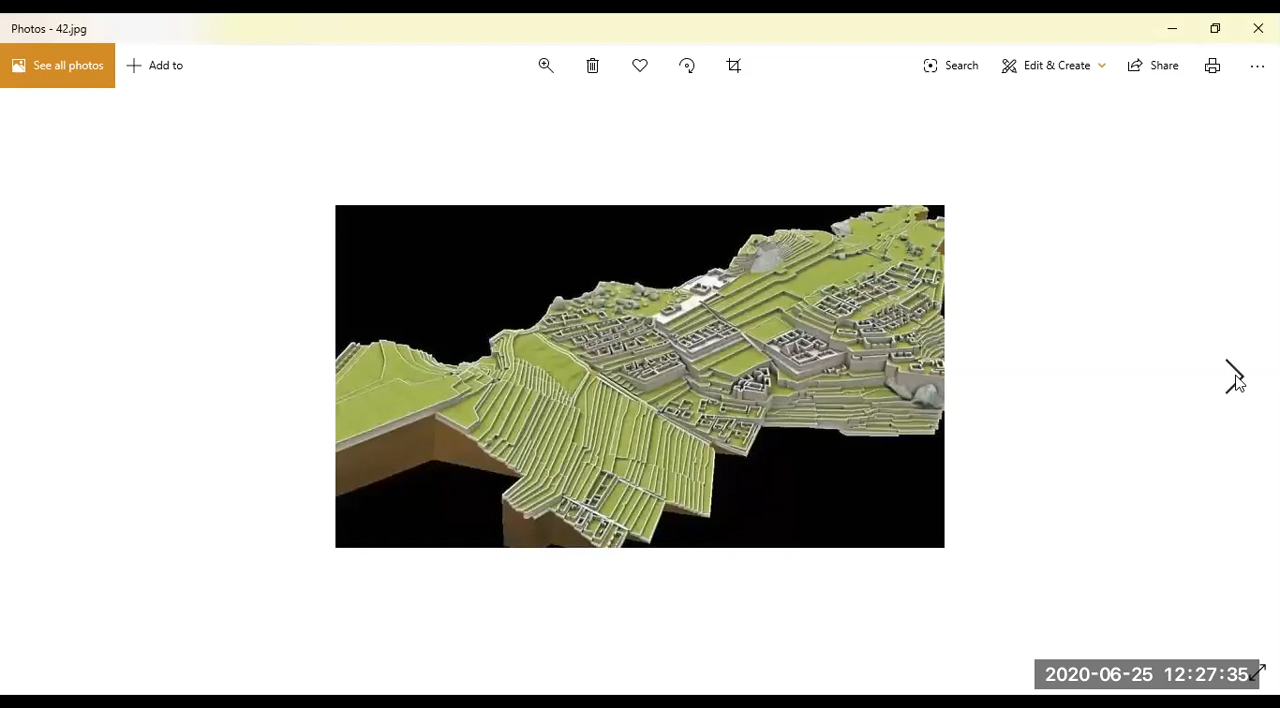 Photos - 42.jpg
See all photos
Add to
Search
Edit & Create
Share
2020-06-25 12:27:35